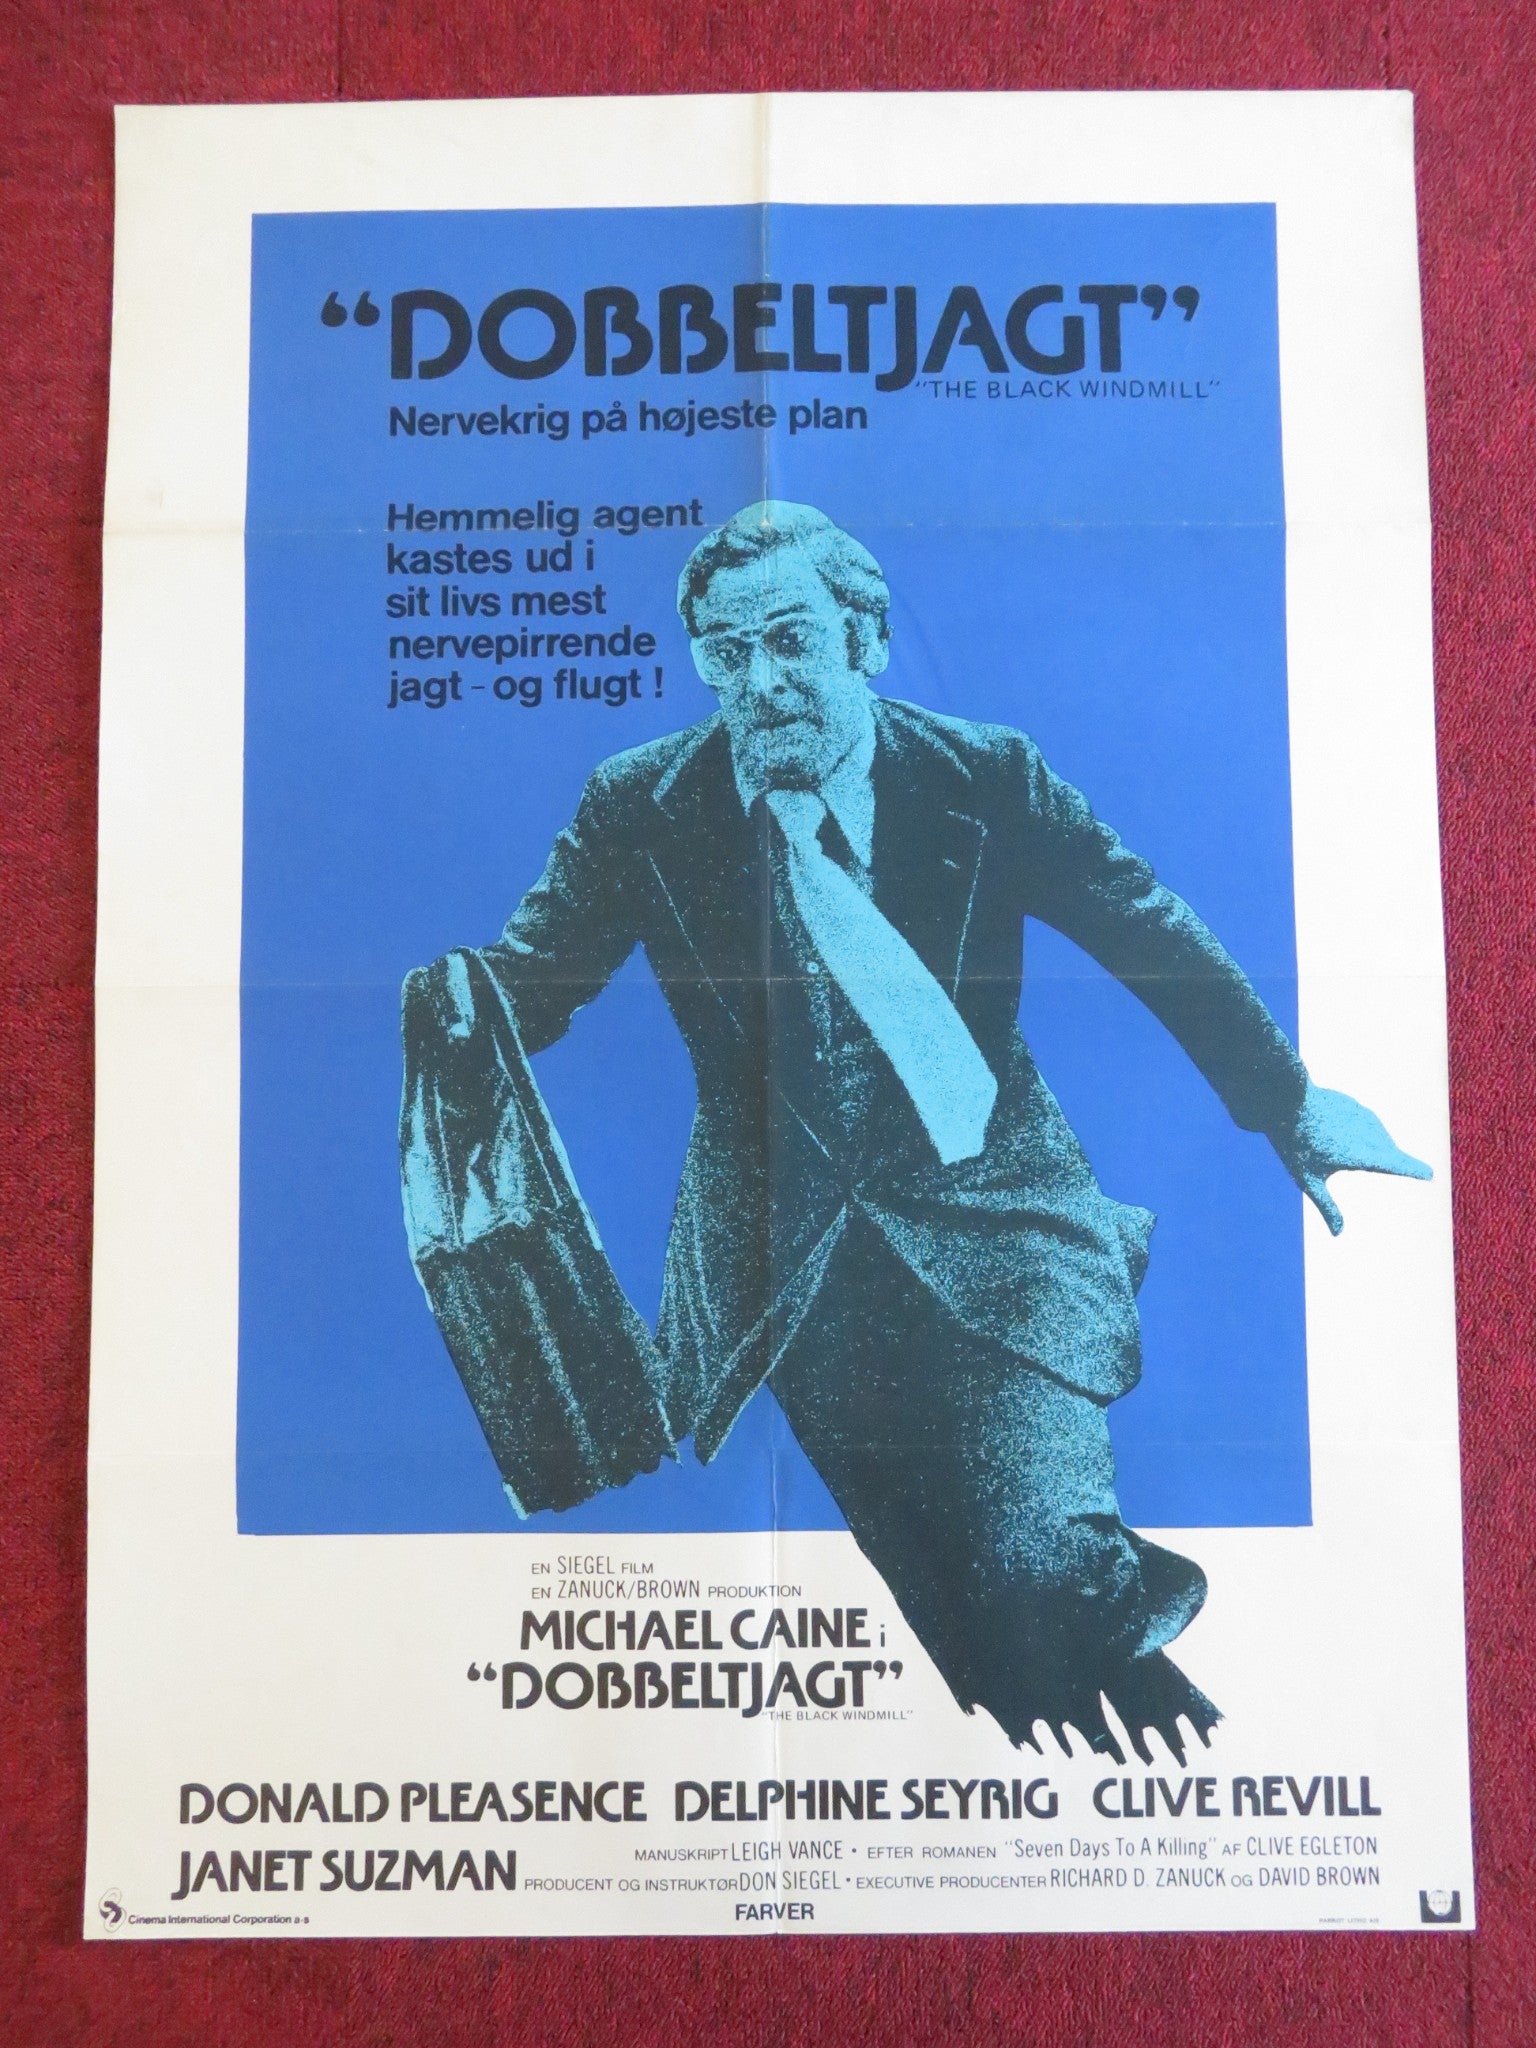 “DOBBELTJAGT”
"THE BLACK WINDMILL"
Nervekrig på højeste plan
Hemmelig agent
kastes ud i
sit livs mest
nervepirrende
jagt - og flugt !
EN SIEGEL FILM
EN ZANUCK/BROWN PRODUKTION
MICHAEL CAINE i
“DOBBELTJAGT”
"THE BLACK WINDMILL"
DONALD PLEASENCE DELPHINE SEYRIG CLIVE REVILL
JANET SUZMAN
MANUSKRIPT LEIGH VANCE • EFTER ROMANEN "Seven Days To A Killing" AF CLIVE EGLETON
PRODUCENT OG INSTRUKTØR DON SIEGEL • EXECUTIVE PRODUCENTER RICHARD D. ZANUCK OG DAVID BROWN
FARVER
Cinema International Corporation a-s